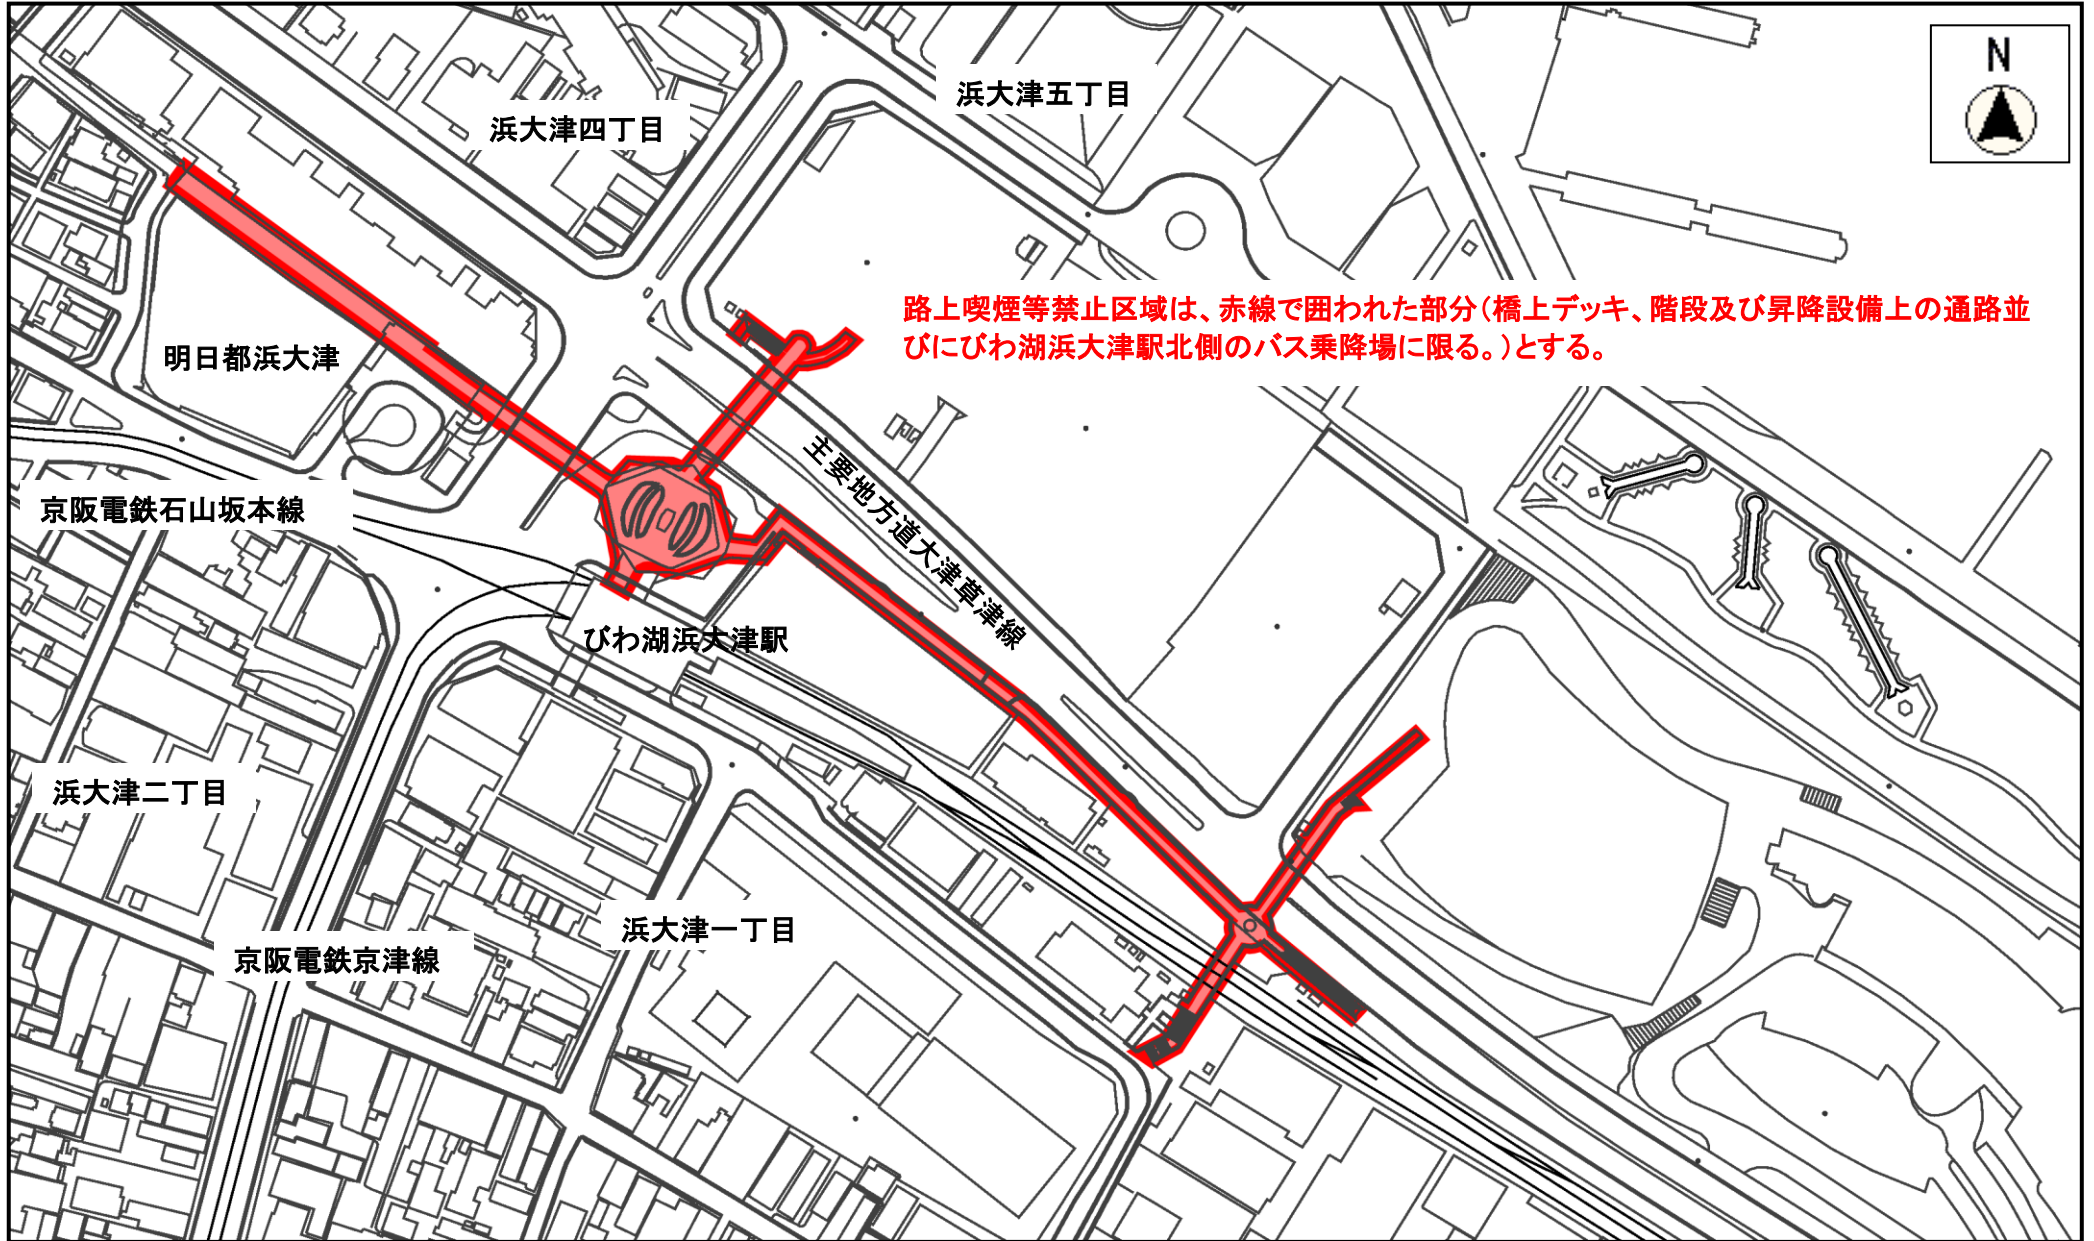 N
浜大津五丁目
浜大津四丁目
路上喫煙等禁止区域は、赤線で囲われた部分(橋上デッキ、階段及び昇降設備上の通路並
びにびわ湖浜大津駅北側のバス乗降場に限る。)とする。
明日都浜大津
主要地方道大津草津線
京阪電鉄石山坂本線
びわ湖浜大津駅
浜大津二丁目
浜大津一丁目
京阪電鉄京津線